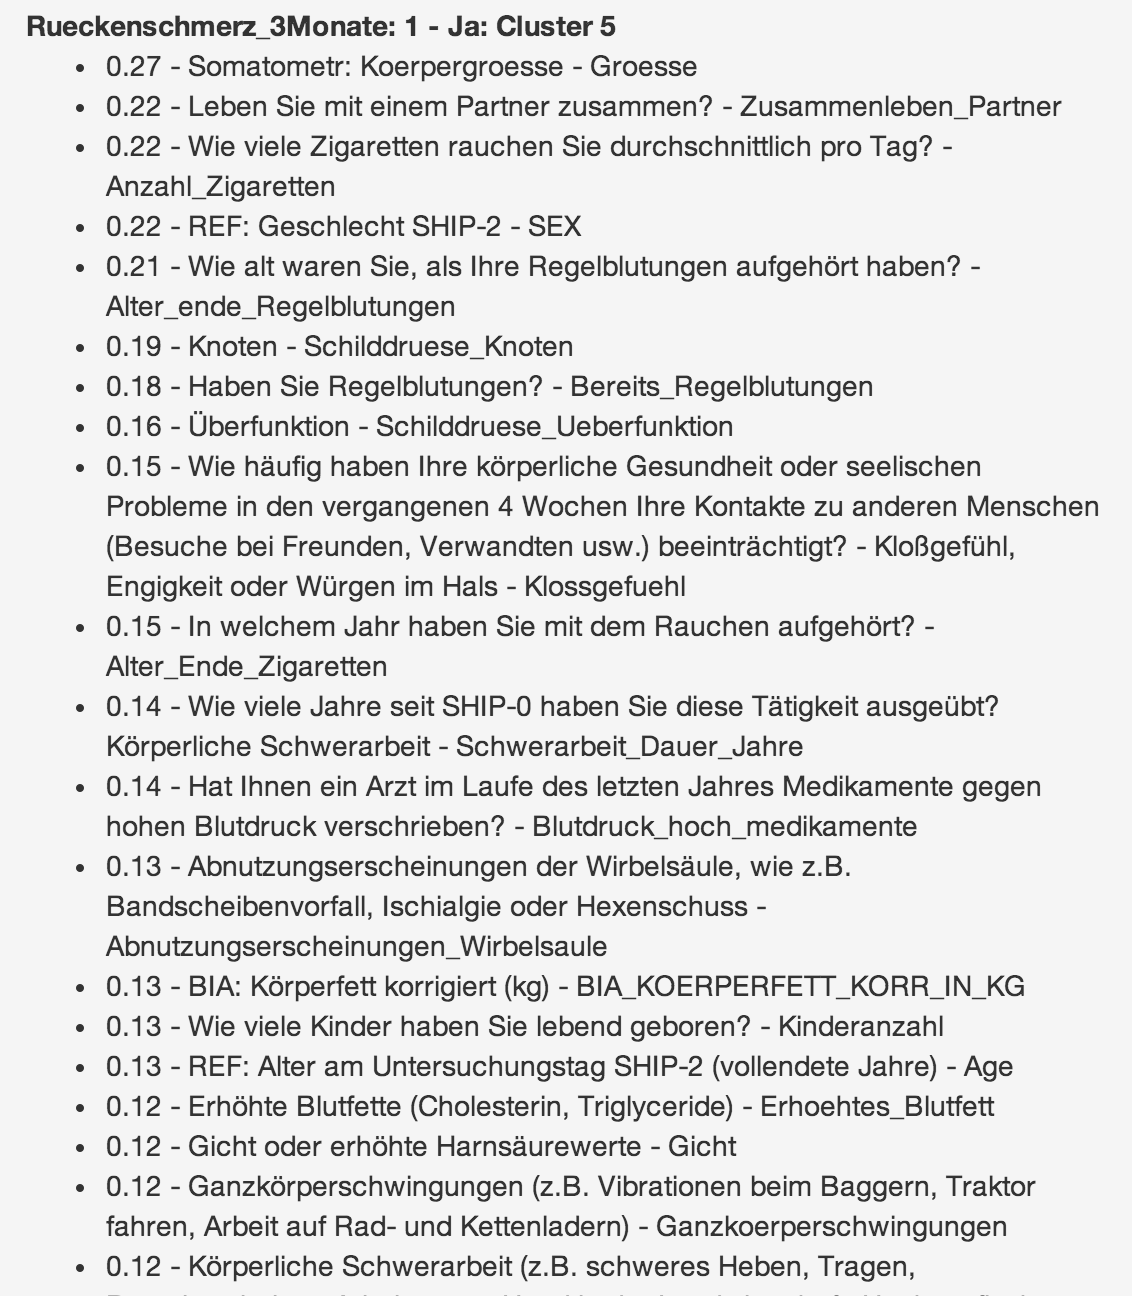 Rueckenschmerz_3Monate: 1 - Ja: Cluster 5
• 0.27 - Somatometr: Koerpergroesse - Groesse
• 0.22 - Leben Sie mit einem Partner zusammen? - Zusammenleben_Partner
• 0.22 - Wie viele Zigaretten rauchen Sie durchschnittlich pro Tag? -
Anzahl_Zigaretten
• 0.22 - REF: Geschlecht SHIP-2 - SEX
• 0.21 - Wie alt waren Sie, als Ihre Regelblutungen aufgehört haben? -
Alter_ende_Regelblutungen
• 0.19 - Knoten - Schilddruese_Knoten
• 0.18 - Haben Sie Regelblutungen? - Bereits_Regelblutungen
• 0.16 - Überfunktion - Schilddruese_Ueberfunktion
• 0.15 - Wie häufig haben Ihre körperliche Gesundheit oder seelischen
Probleme in den vergangenen 4 Wochen Ihre Kontakte zu anderen Menschen
(Besuche bei Freunden, Verwandten usw.) beeinträchtigt? - Kloßgefühl,
Engigkeit oder Würgen im Hals - Klossgefuehl
• 0.15 - In welchem Jahr haben Sie mit dem Rauchen aufgehört? -
Alter_Ende_Zigaretten
• 0.14 - Wie viele Jahre seit SHIP-0 haben Sie diese Tätigkeit ausgeübt?
Körperliche Schwerarbeit - Schwerarbeit_Dauer_Jahre
• 0.14 - Hat Ihnen ein Arzt im Laufe des letzten Jahres Medikamente gegen
hohen Blutdruck verschrieben? - Blutdruck_hoch_medikamente
• 0.13 - Abnutzungserscheinungen der Wirbelsäule, wie z.B.
Bandscheibenvorfall, Ischialgie oder Hexenschuss -
Abnutzungserscheinungen_Wirbelsaule
• 0.13 - BIA: Körperfett korrigiert (kg) - BIA_KOERPERFETT_KORR_IN_KG
• 0.13 - Wie viele Kinder haben Sie lebend geboren? - Kinderanzahl
• 0.13 - REF: Alter am Untersuchungstag SHIP-2 (vollendete Jahre) - Age
• 0.12 - Erhöhte Blutfette (Cholesterin, Triglyceride) - Erhoehtes_Blutfett
• 0.12 - Gicht oder erhöhte Harnsäurewerte - Gicht
• 0.12 - Ganzkörperschwingungen (z.B. Vibrationen beim Baggern, Traktor
fahren, Arbeit auf Rad- und Kettenladern) - Ganzkoerperschwingungen
• 0.12 - Körperliche Schwerarbeit (z.B. schweres Heben, Tragen,